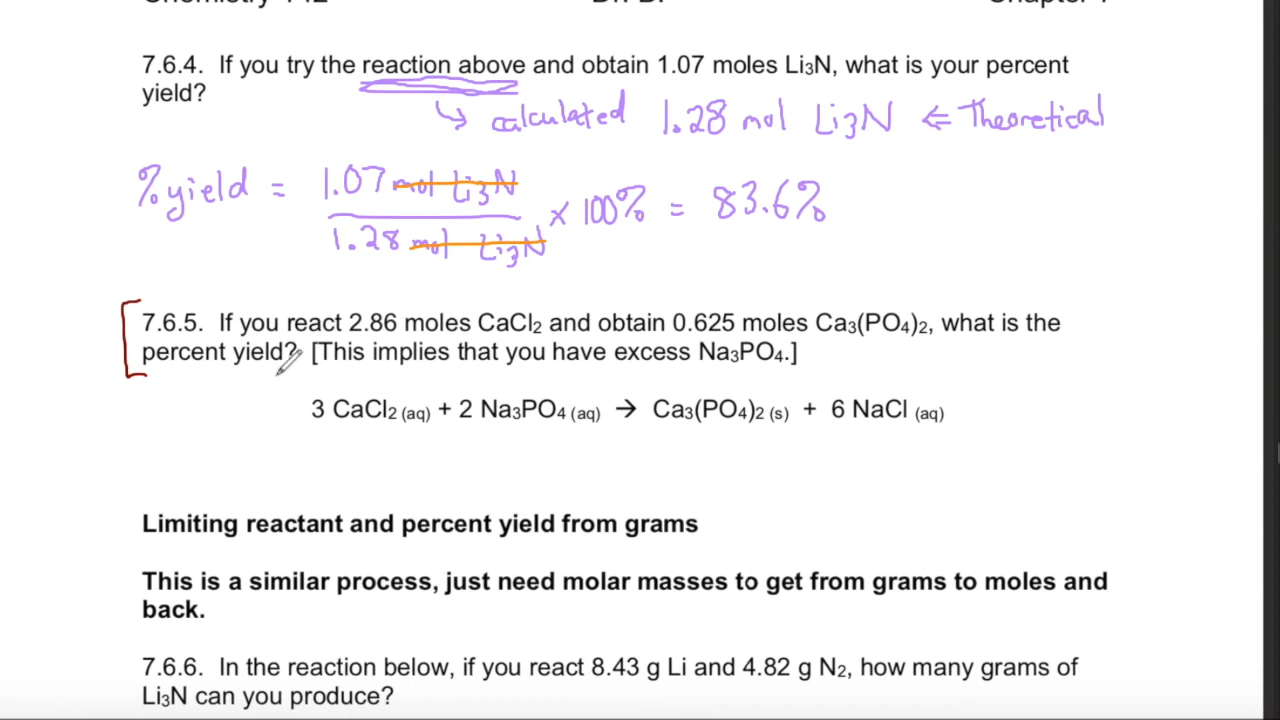 7.6.4. If you try the reaction above and obtain 1.07 moles Li₃N, what is your percent
yield?
↳ calculated 1.28 mol Li₃N ⇐ Theoretical
% yield = 1.07 mol Li₃N
1.28 mol Li₃N
× 100% = 83.6%
7.6.5. If you react 2.86 moles CaCl₂ and obtain 0.625 moles Ca₃(PO₄)₂, what is the
percent yield? [This implies that you have excess Na₃PO₄.]
3 CaCl₂ (aq) + 2 Na₃PO₄ (aq) → Ca₃(PO₄)₂ (s) + 6 NaCl (aq)
Limiting reactant and percent yield from grams
This is a similar process, just need molar masses to get from grams to moles and
back.
7.6.6. In the reaction below, if you react 8.43 g Li and 4.82 g N₂, how many grams of
Li₃N can you produce?